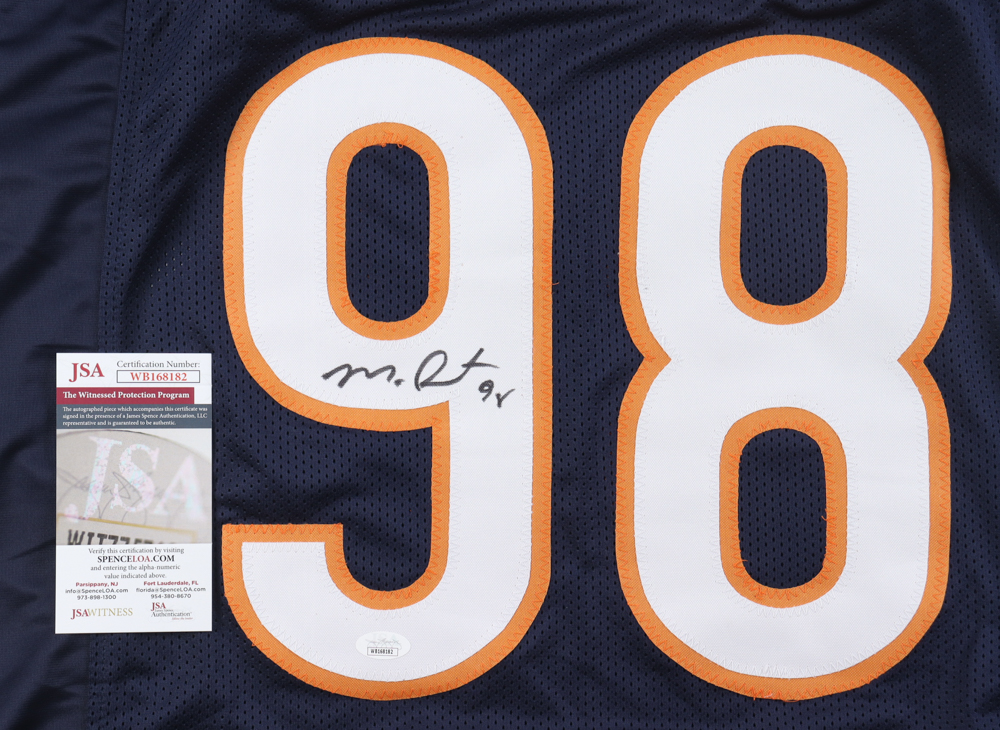 98
98
JSA
Certification Number:
WB168182
The Witnessed Protection Program
The autographed piece which accompanies this certificate was
signed in the presence of a James Spence Authentication, LLC
representative and is guaranteed to be authentic.
JSA
Verify this certification by visiting
SPENCELOA.COM
and entering the alpha-numeric
value indicated above.
Parsippany, NJ
info@SpenceLOA.com
973-898-1300
Fort Lauderdale, FL
florida@SpenceLOA.com
954-380-8670
JSAWITNESS
JSA
Authentication
WB168182